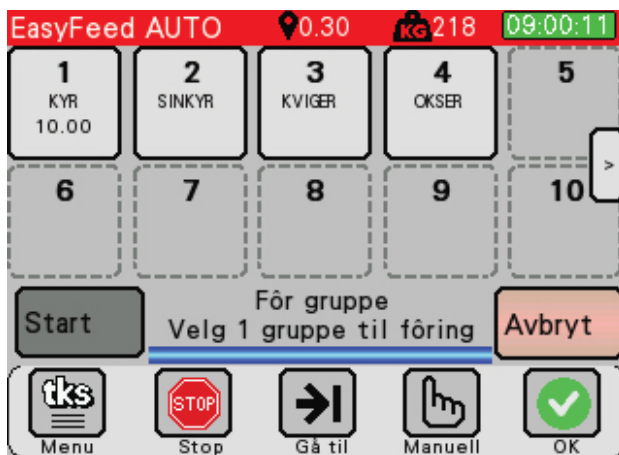 EasyFeed AUTO 0.30 KG 218 09:00:11
1 2 3 4 5
KYR SINKYR KVIGER OKSER
10.00
>
6 7 8 9 10
Fôr gruppe
Start Velg 1 gruppe til fôring Avbryt
tks STOP
Menu Stop Gå til Manuell OK